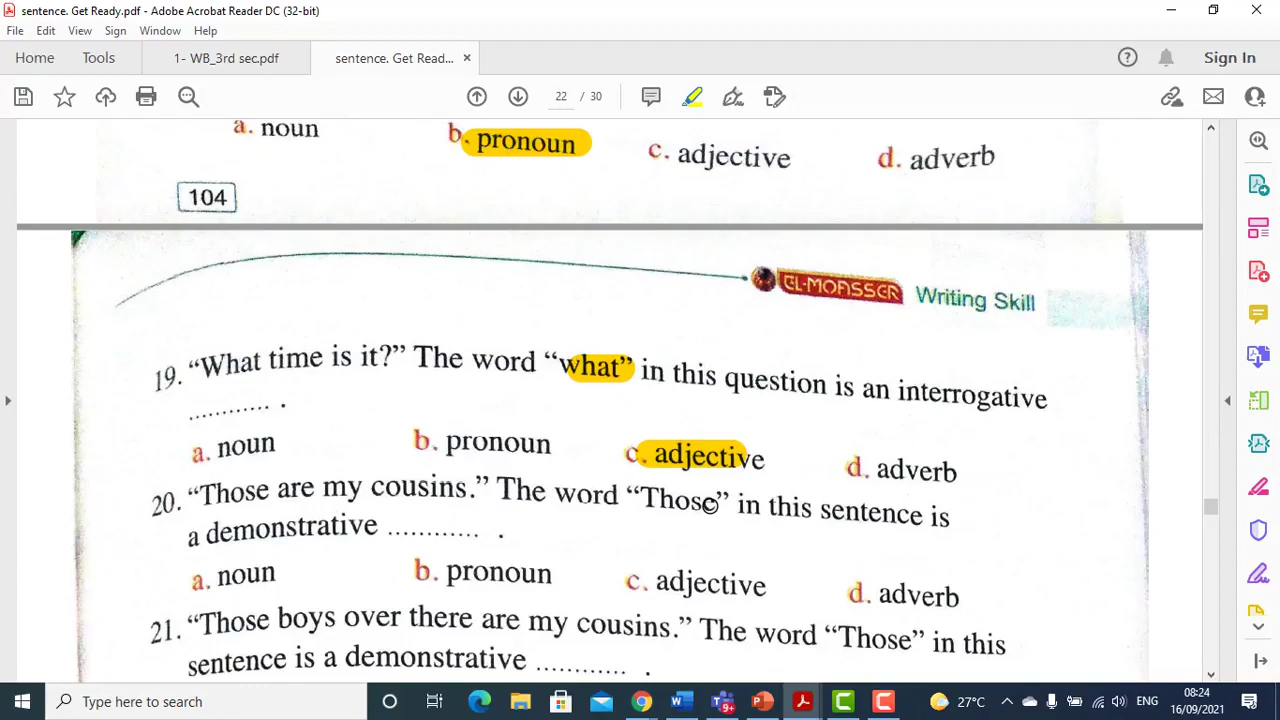 sentence. Get Ready.pdf - Adobe Acrobat Reader DC (32-bit)
File Edit View Sign Window Help
Home Tools 1- WB_3rd sec.pdf sentence. Get Read... × Sign In
22 / 30
a. noun b. pronoun c. adjective d. adverb
104
EL-MOASSER Writing Skill
19. “What time is it?” The word “what” in this question is an interrogative
............ .
a. noun b. pronoun c. adjective d. adverb
20. “Those are my cousins.” The word “Those” in this sentence is
a demonstrative ............. .
a. noun b. pronoun c. adjective d. adverb
21. “Those boys over there are my cousins.” The word “Those” in this
sentence is a demonstrative ............. .
Type here to search
9+
27°C ENG 08:24
16/09/2021